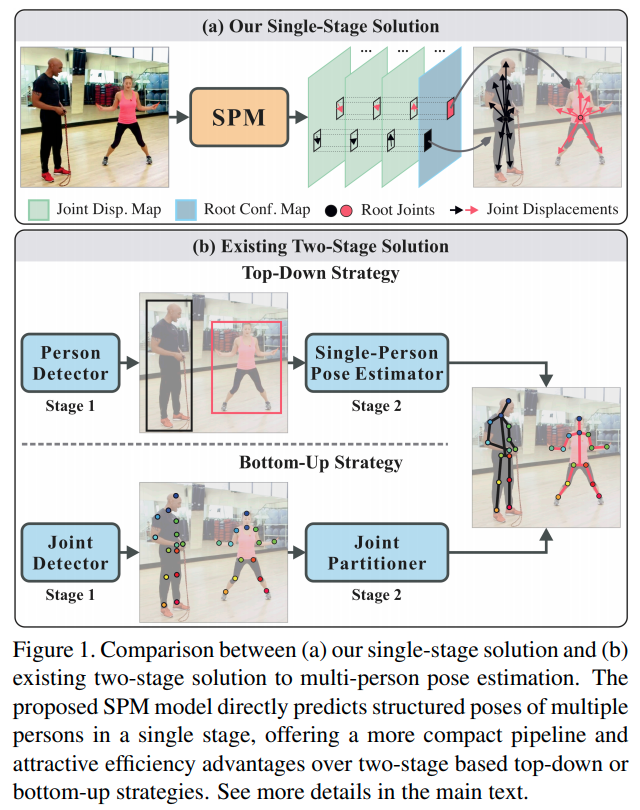 (a) Our Single-Stage Solution
... ... ...
SPM
Joint Disp. Map
Root Conf. Map
Root Joints
Joint Displacements
(b) Existing Two-Stage Solution
Top-Down Strategy
Person
Detector
Stage 1
Single-Person
Pose Estimator
Stage 2
Bottom-Up Strategy
Joint
Detector
Stage 1
Joint
Partitioner
Stage 2
Figure 1. Comparison between (a) our single-stage solution and (b)
existing two-stage solution to multi-person pose estimation. The
proposed SPM model directly predicts structured poses of multiple
persons in a single stage, offering a more compact pipeline and
attractive efficiency advantages over two-stage based top-down or
bottom-up strategies. See more details in the main text.